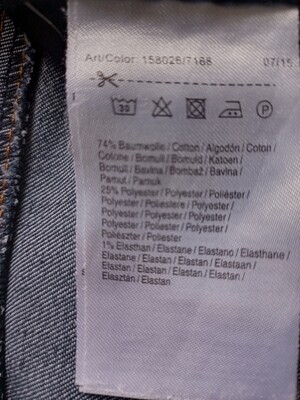 Art/Color: 158026/7168 07/15
30 P
74% Baumwolle / Cotton / Algodón / Coton /
Cotone / Bomull / Bomuld / Katoen /
Bomull / Bavlna / Bombaž / Bavlna /
Pamut / Pamuk
25% Polyester / Polyester / Poliéster /
Polyester / Poliestere / Polyester /
Polyester / Polyester / Polyester /
Polyester / Poliester / Polyester /
Poliészter / Poliester
1% Elasthan / Elastane / Elastano / Elasthane /
Elastane / Elastan / Elastan / Elastaan /
Elastan / Elastan / Elastan / Elastan /
Elasztán / Elastan